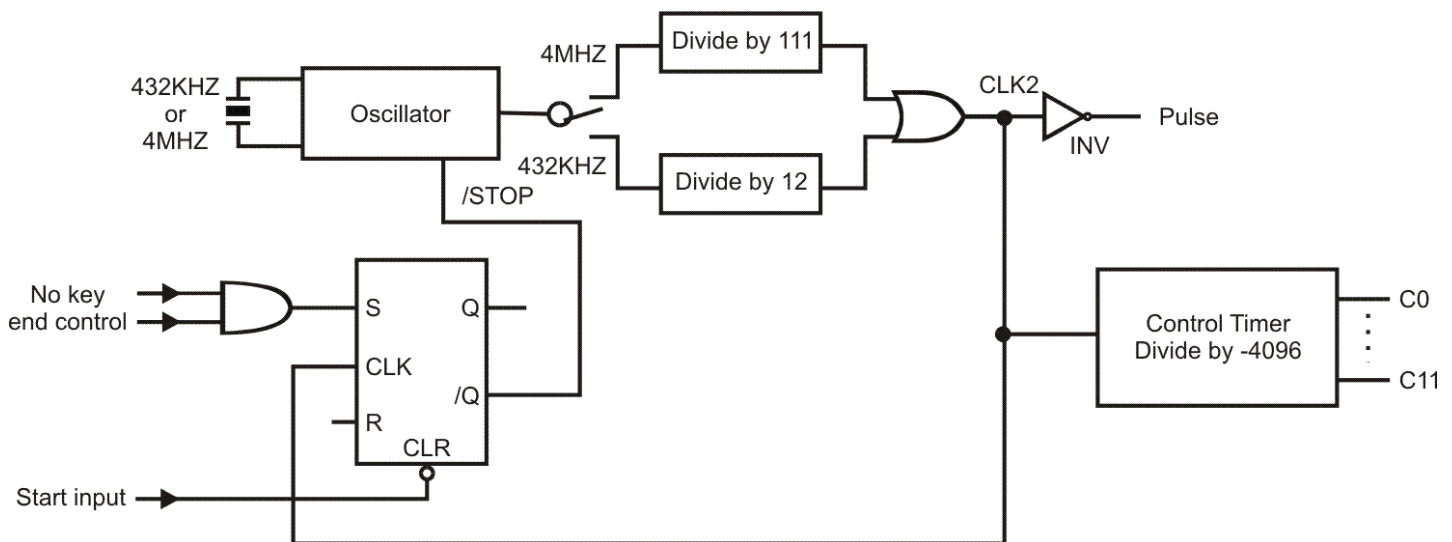 Divide by 111
4MHZ
432KHZ
or
4MHZ
Oscillator
CLK2
Pulse
INV
432KHZ
Divide by 12
/STOP
No key
end control
S
Q
CLK
/Q
R
CLR
Start input
Control Timer
Divide by -4096
C0
C11